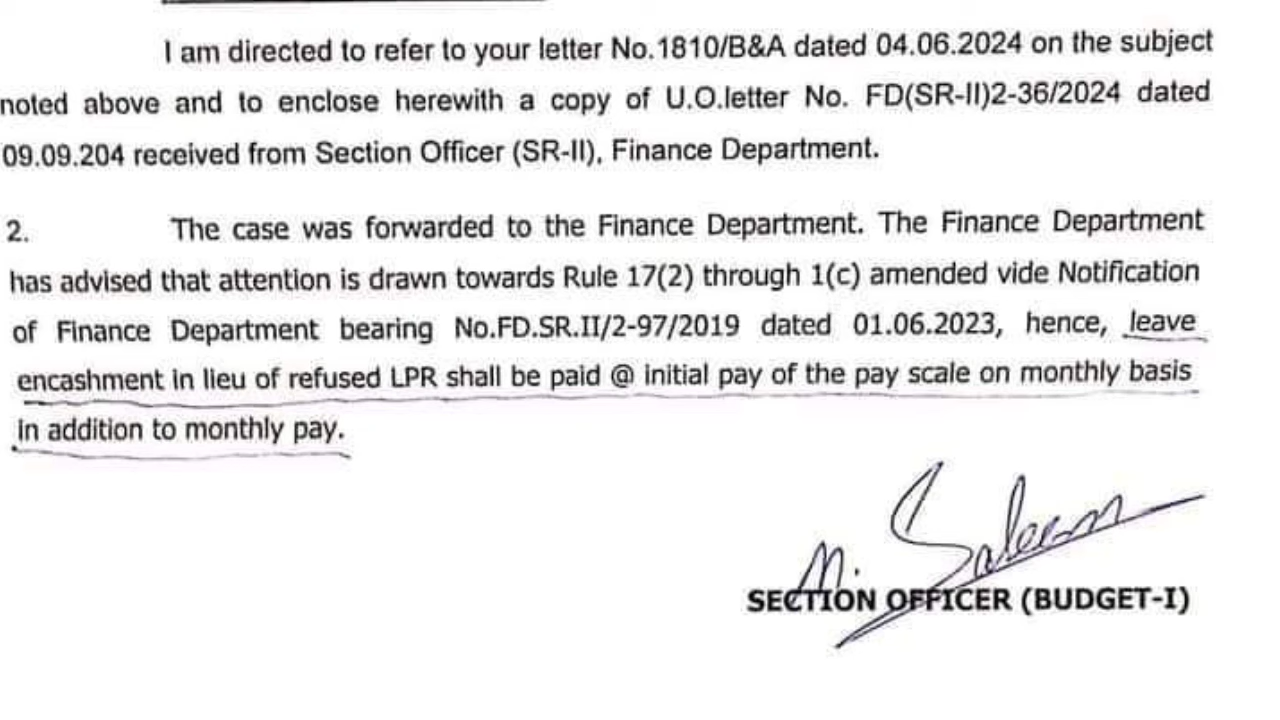 I am directed to refer to your letter No.1810/B&A dated 04.06.2024 on the subject
noted above and to enclose herewith a copy of U.O.letter No. FD(SR-II)2-36/2024 dated
09.09.204 received from Section Officer (SR-II), Finance Department.
2. The case was forwarded to the Finance Department. The Finance Department
has advised that attention is drawn towards Rule 17(2) through 1(c) amended vide Notification
of Finance Department bearing No.FD.SR.II/2-97/2019 dated 01.06.2023, hence, leave
encashment in lieu of refused LPR shall be paid @ initial pay of the pay scale on monthly basis
in addition to monthly pay.
M. Saleem
SECTION OFFICER (BUDGET-I)